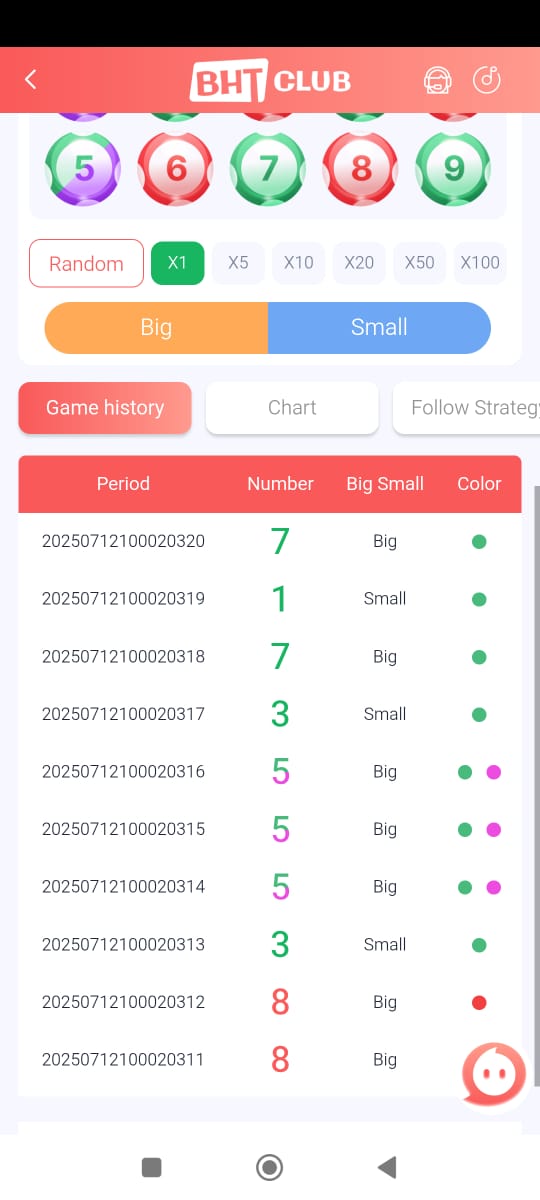 BHT CLUB
5 6 7 8 9
Random X1 X5 X10 X20 X50 X100
Big Small
Game history Chart Follow Strategy
Period Number Big Small Color
20250712100020320 7 Big
20250712100020319 1 Small
20250712100020318 7 Big
20250712100020317 3 Small
20250712100020316 5 Big
20250712100020315 5 Big
20250712100020314 5 Big
20250712100020313 3 Small
20250712100020312 8 Big
20250712100020311 8 Big